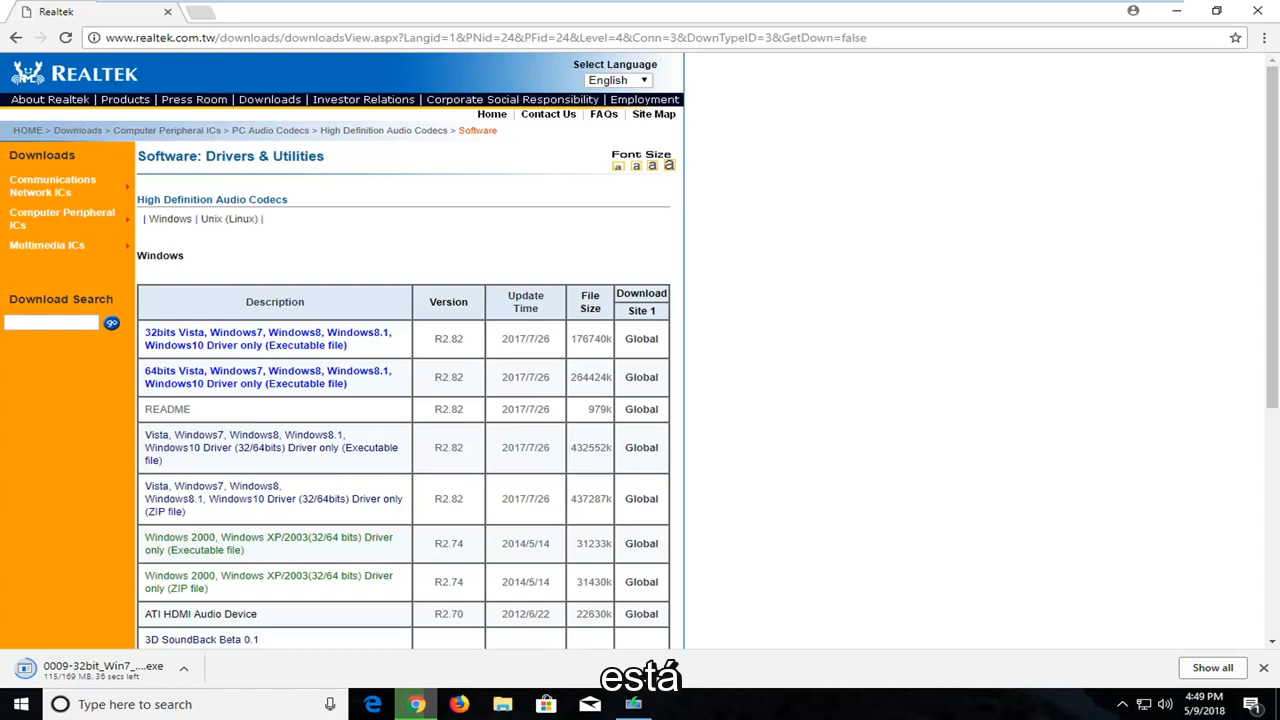 Realtek
www.realtek.com.tw/downloads/downloadsView.aspx?Langid=1&PNid=24&PFid=24&Level=4&Conn=3&DownTypeID=3&GetDown=false
REALTEK
Select Language
English
About Realtek | Products | Press Room | Downloads | Investor Relations | Corporate Social Responsibility | Employment
Home Contact Us FAQs Site Map
HOME > Downloads > Computer Peripheral ICs > PC Audio Codecs > High Definition Audio Codecs > Software
Downloads
Communications
Network ICs
Computer Peripheral
ICs
Multimedia ICs
Download Search
go
Software: Drivers & Utilities
Font Size
a a a a
High Definition Audio Codecs
| Windows | Unix (Linux) |
Windows
Description Version Update Time File Size Download Site 1
32bits Vista, Windows7, Windows8, Windows8.1,
Windows10 Driver only (Executable file) R2.82 2017/7/26 176740k Global
64bits Vista, Windows7, Windows8, Windows8.1,
Windows10 Driver only (Executable file) R2.82 2017/7/26 264424k Global
README R2.82 2017/7/26 979k Global
Vista, Windows7, Windows8, Windows8.1,
Windows10 Driver (32/64bits) Driver only (Executable
file) R2.82 2017/7/26 432552k Global
Vista, Windows7, Windows8,
Windows8.1, Windows10 Driver (32/64bits) Driver only
(ZIP file) R2.82 2017/7/26 437287k Global
Windows 2000, Windows XP/2003(32/64 bits) Driver
only (Executable file) R2.74 2014/5/14 31233k Global
Windows 2000, Windows XP/2003(32/64 bits) Driver
only (ZIP file) R2.74 2014/5/14 31430k Global
ATI HDMI Audio Device R2.70 2012/6/22 22630k Global
3D SoundBack Beta 0.1
0009-32bit_Win7_....exe
115/169 MB, 36 secs left
Show all
está
Type here to search
4:49 PM
5/9/2018
1